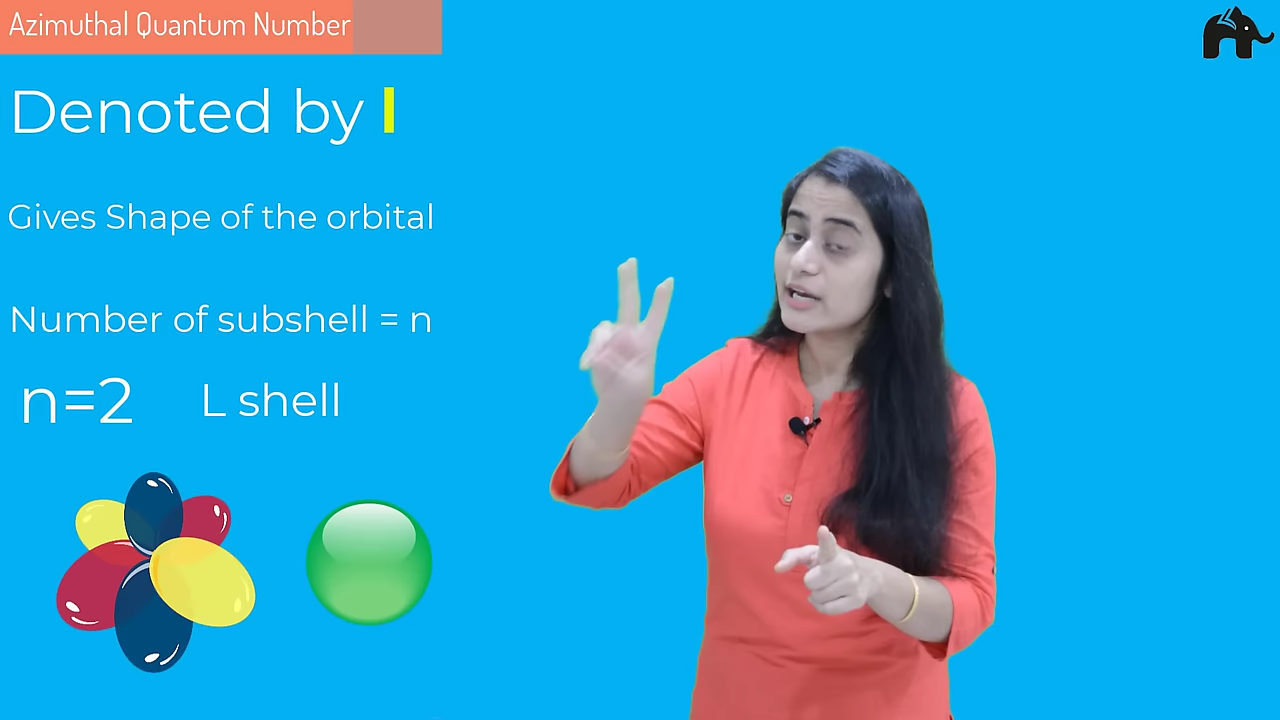 Azimuthal Quantum Number
Denoted by l
Gives Shape of the orbital
Number of subshell = n
n=2 L shell